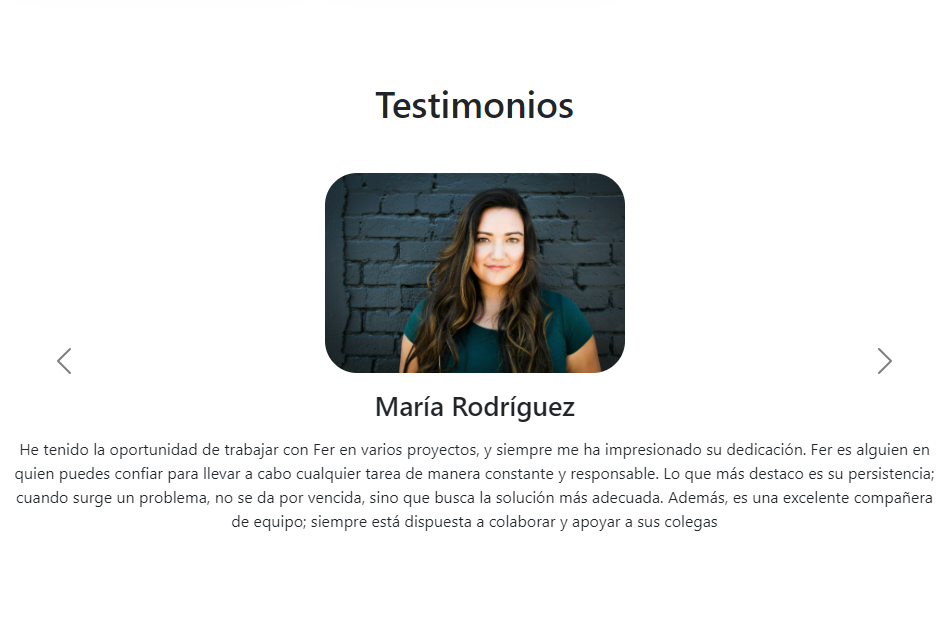 Testimonios
María Rodríguez
He tenido la oportunidad de trabajar con Fer en varios proyectos, y siempre me ha impresionado su dedicación. Fer es alguien en
quien puedes confiar para llevar a cabo cualquier tarea de manera constante y responsable. Lo que más destaco es su persistencia;
cuando surge un problema, no se da por vencida, sino que busca la solución más adecuada. Además, es una excelente compañera
de equipo; siempre está dispuesta a colaborar y apoyar a sus colegas